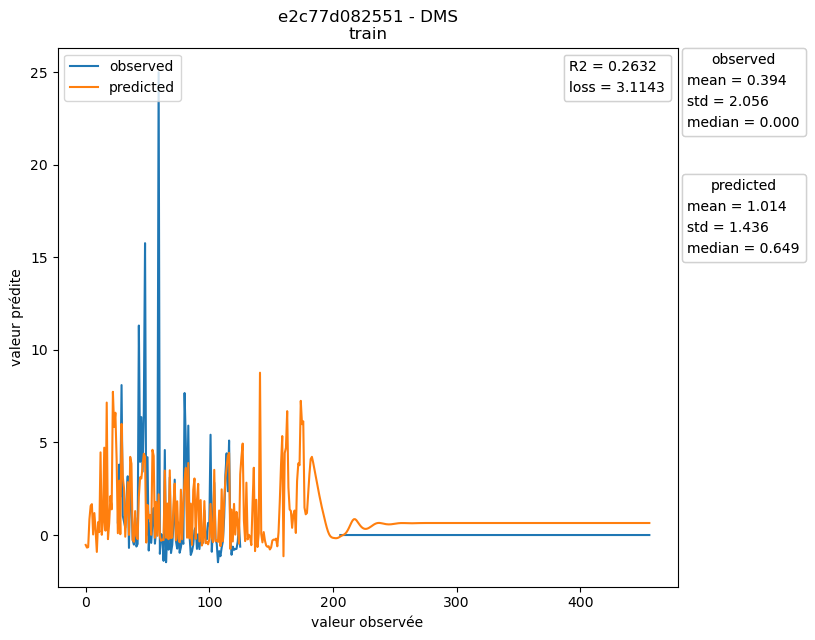 e2c77d082551 - DMS
train
observed
predicted
R2 = 0.2632
loss = 3.1143
observed
mean = 0.394
std = 2.056
median = 0.000
predicted
mean = 1.014
std = 1.436
median = 0.649
valeur prédite
25
20
15
10
5
0
0
100
200
300
400
valeur observée